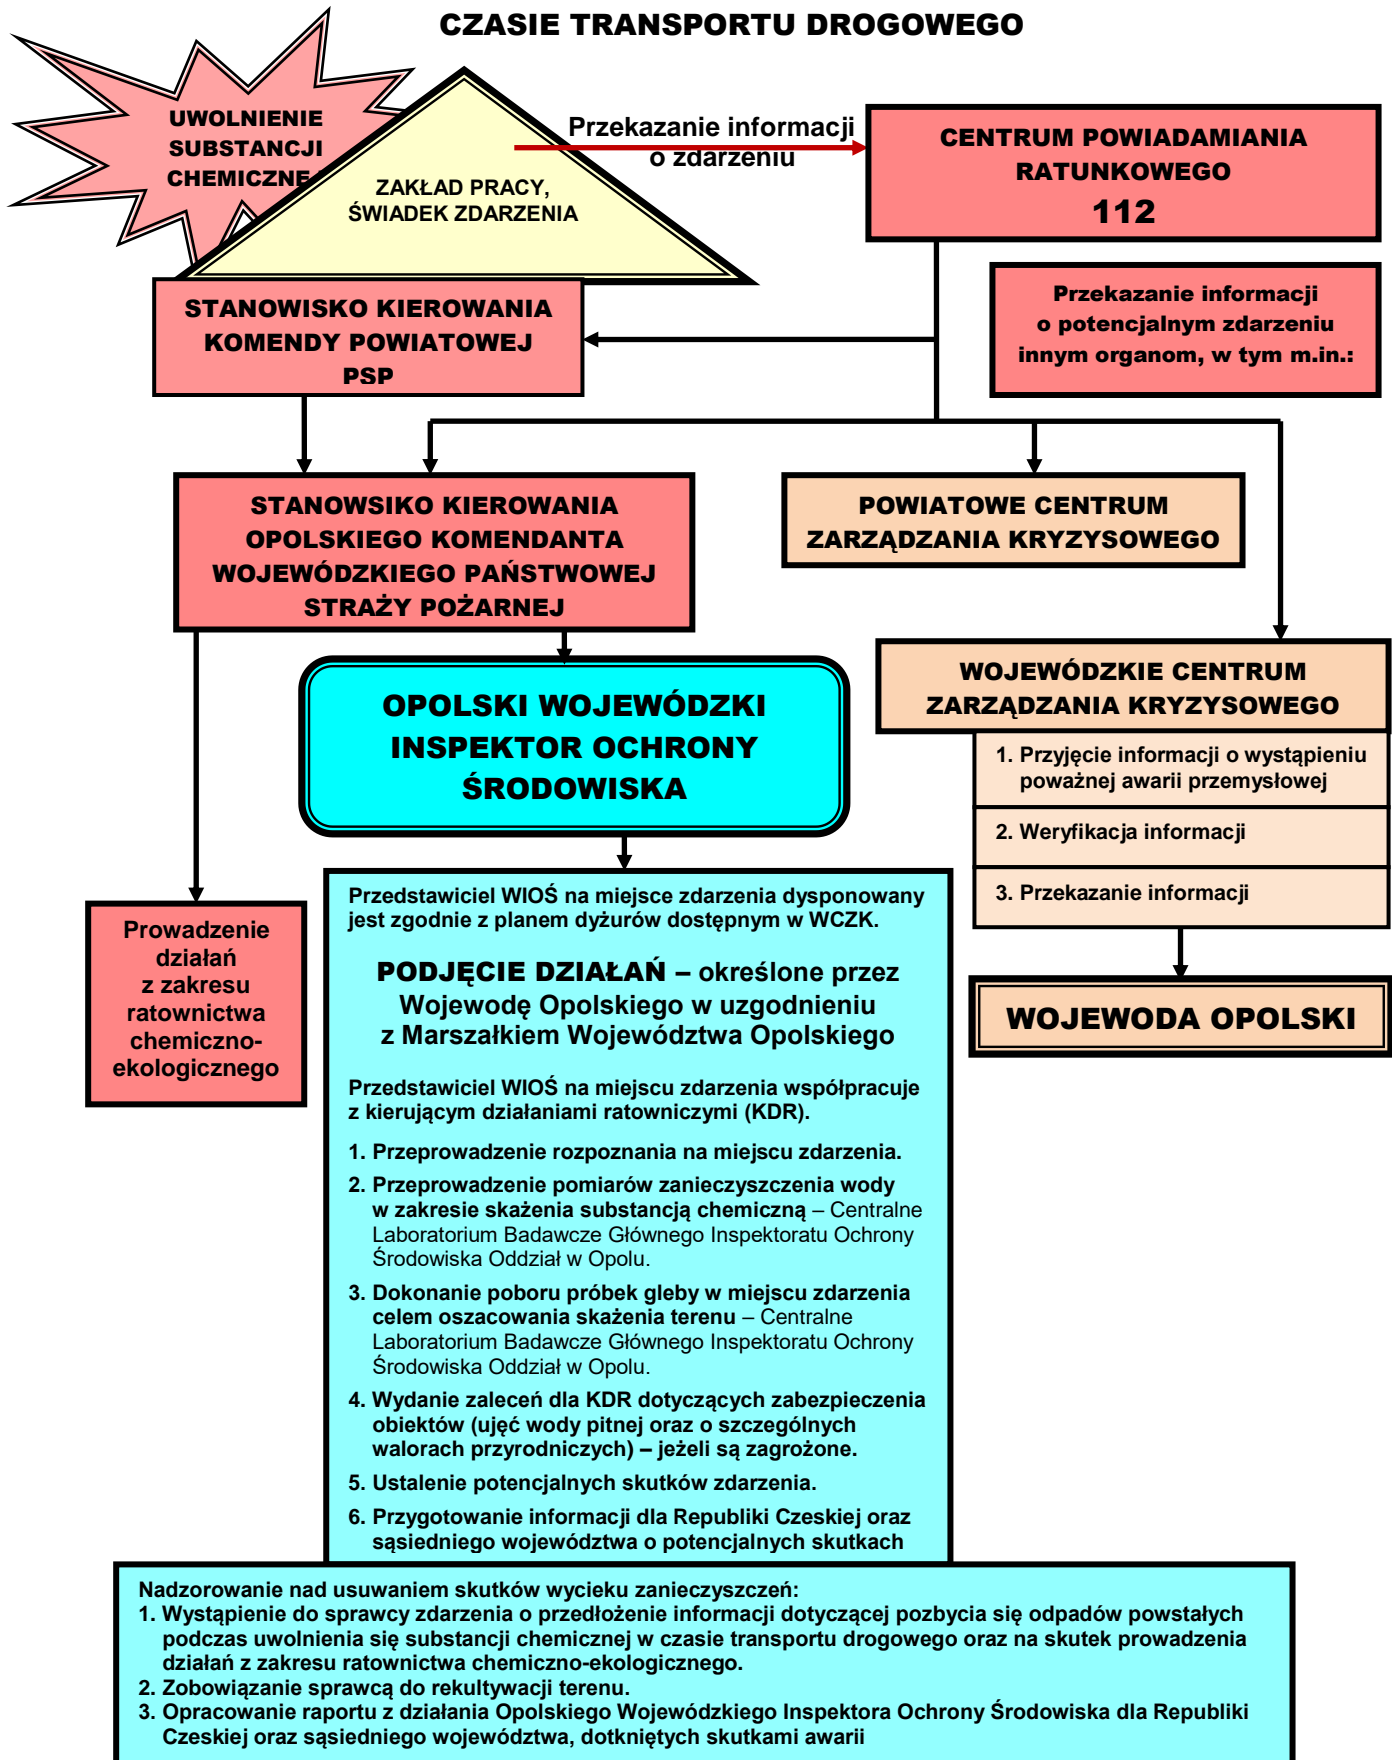 CZASIE TRANSPORTU DROGOWEGO
UWOLNIENIE
SUBSTANCJI
CHEMICZNE
ZAKŁAD PRACY,
ŚWIADEK ZDARZENIA
Przekazanie informacji
o zdarzeniu
CENTRUM POWIADAMIANIA
RATUNKOWEGO
112
STANOWISKO KIEROWANIA
KOMENDY POWIATOWEJ
PSP
Przekazanie informacji
o potencjalnym zdarzeniu
innym organom, w tym m.in.:
STANOWSIKO KIEROWANIA
OPOLSKIEGO KOMENDANTA
WOJEWÓDZKIEGO PAŃSTWOWEJ
STRAŻY POŻARNEJ
POWIATOWE CENTRUM
ZARZĄDZANIA KRYZYSOWEGO
OPOLSKI WOJEWÓDZKI
INSPEKTOR OCHRONY
ŚRODOWISKA
WOJEWÓDZKIE CENTRUM
ZARZĄDZANIA KRYZYSOWEGO
1. Przyjęcie informacji o wystąpieniu
poważnej awarii przemysłowej
2. Weryfikacja informacji
3. Przekazanie informacji
WOJEWODA OPOLSKI
Prowadzenie
działań
z zakresu
ratownictwa
chemiczno-
ekologicznego
Przedstawiciel WIOŚ na miejsce zdarzenia dysponowany
jest zgodnie z planem dyżurów dostępnym w WCZK.
PODJĘCIE DZIAŁAŃ – określone przez
Wojewodę Opolskiego w uzgodnieniu
z Marszałkiem Województwa Opolskiego
Przedstawiciel WIOŚ na miejscu zdarzenia współpracuje
z kierującym działaniami ratowniczymi (KDR).
1. Przeprowadzenie rozpoznania na miejscu zdarzenia.
2. Przeprowadzenie pomiarów zanieczyszczenia wody
w zakresie skażenia substancją chemiczną – Centralne
Laboratorium Badawcze Głównego Inspektoratu Ochrony
Środowiska Oddział w Opolu.
3. Dokonanie poboru próbek gleby w miejscu zdarzenia
celem oszacowania skażenia terenu – Centralne
Laboratorium Badawcze Głównego Inspektoratu Ochrony
Środowiska Oddział w Opolu.
4. Wydanie zaleceń dla KDR dotyczących zabezpieczenia
obiektów (ujęć wody pitnej oraz o szczególnych
walorach przyrodniczych) – jeżeli są zagrożone.
5. Ustalenie potencjalnych skutków zdarzenia.
6. Przygotowanie informacji dla Republiki Czeskiej oraz
sąsiedniego województwa o potencjalnych skutkach
Nadzorowanie nad usuwaniem skutków wycieku zanieczyszczeń:
1. Wystąpienie do sprawcy zdarzenia o przedłożenie informacji dotyczącej pozbycia się odpadów powstałych
podczas uwolnienia się substancji chemicznej w czasie transportu drogowego oraz na skutek prowadzenia
działań z zakresu ratownictwa chemiczno-ekologicznego.
2. Zobowiązanie sprawcą do rekultywacji terenu.
3. Opracowanie raportu z działania Opolskiego Wojewódzkiego Inspektora Ochrony Środowiska dla Republiki
Czeskiej oraz sąsiedniego województwa, dotkniętych skutkami awarii